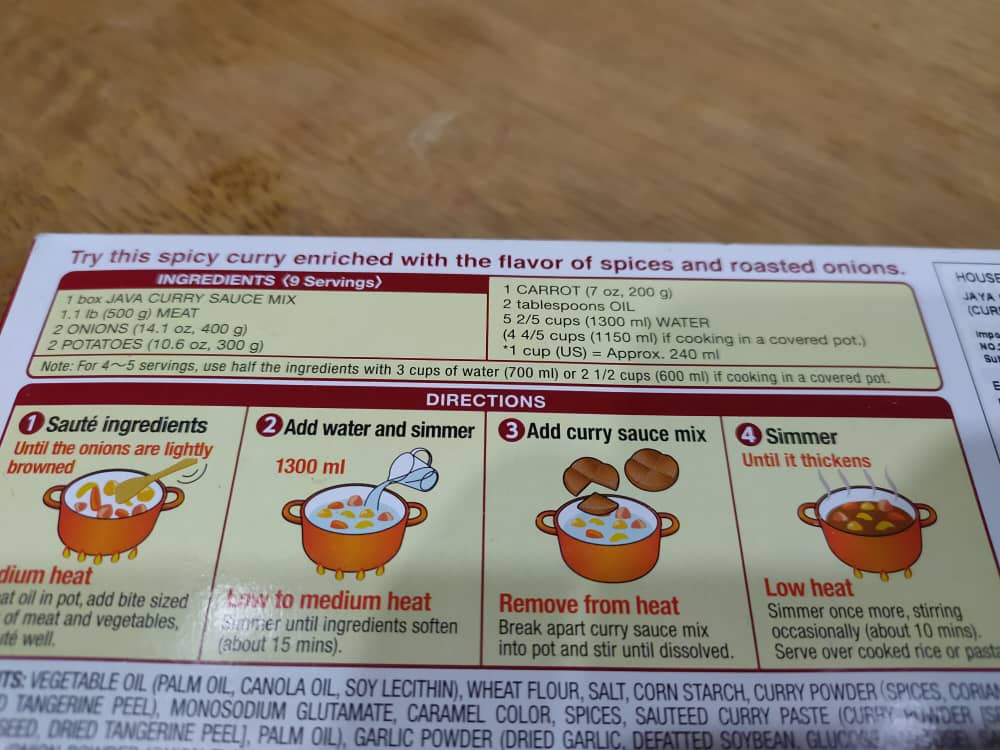 Try this spicy curry enriched with the flavor of spices and roasted onions.
INGREDIENTS (9 Servings)
1 box JAVA CURRY SAUCE MIX
1.1 lb (500 g) MEAT
2 ONIONS (14.1 oz, 400 g)
2 POTATOES (10.6 oz, 300 g)
1 CARROT (7 oz, 200 g)
2 tablespoons OIL
5 2/5 cups (1300 ml) WATER
(4 4/5 cups (1150 ml) if cooking in a covered pot.)
*1 cup (US) = Approx. 240 ml
Note: For 4~5 servings, use half the ingredients with 3 cups of water (700 ml) or 2 1/2 cups (600 ml) if cooking in a covered pot.
DIRECTIONS
1 Sauté ingredients
Until the onions are lightly
browned
dium heat
at oil in pot, add bite sized
of meat and vegetables,
uté well.
2 Add water and simmer
1300 ml
Low to medium heat
Simmer until ingredients soften
(about 15 mins).
3 Add curry sauce mix
Remove from heat
Break apart curry sauce mix
into pot and stir until dissolved.
4 Simmer
Until it thickens
Low heat
Simmer once more, stirring
occasionally (about 10 mins).
Serve over cooked rice or pasta
HOUSE
JAVA
(CUR
Impo
NO.
Su
E
TS: VEGETABLE OIL (PALM OIL, CANOLA OIL, SOY LECITHIN), WHEAT FLOUR, SALT, CORN STARCH, CURRY POWDER (SPICES, CORIAN
D TANGERINE PEEL), MONOSODIUM GLUTAMATE, CARAMEL COLOR, SPICES, SAUTEED CURRY PASTE (CURRY POWDER [S
SEED, DRIED TANGERINE PEEL], PALM OIL), GARLIC POWDER (DRIED GARLIC, DEFATTED SOYBEAN, GLUCOSE